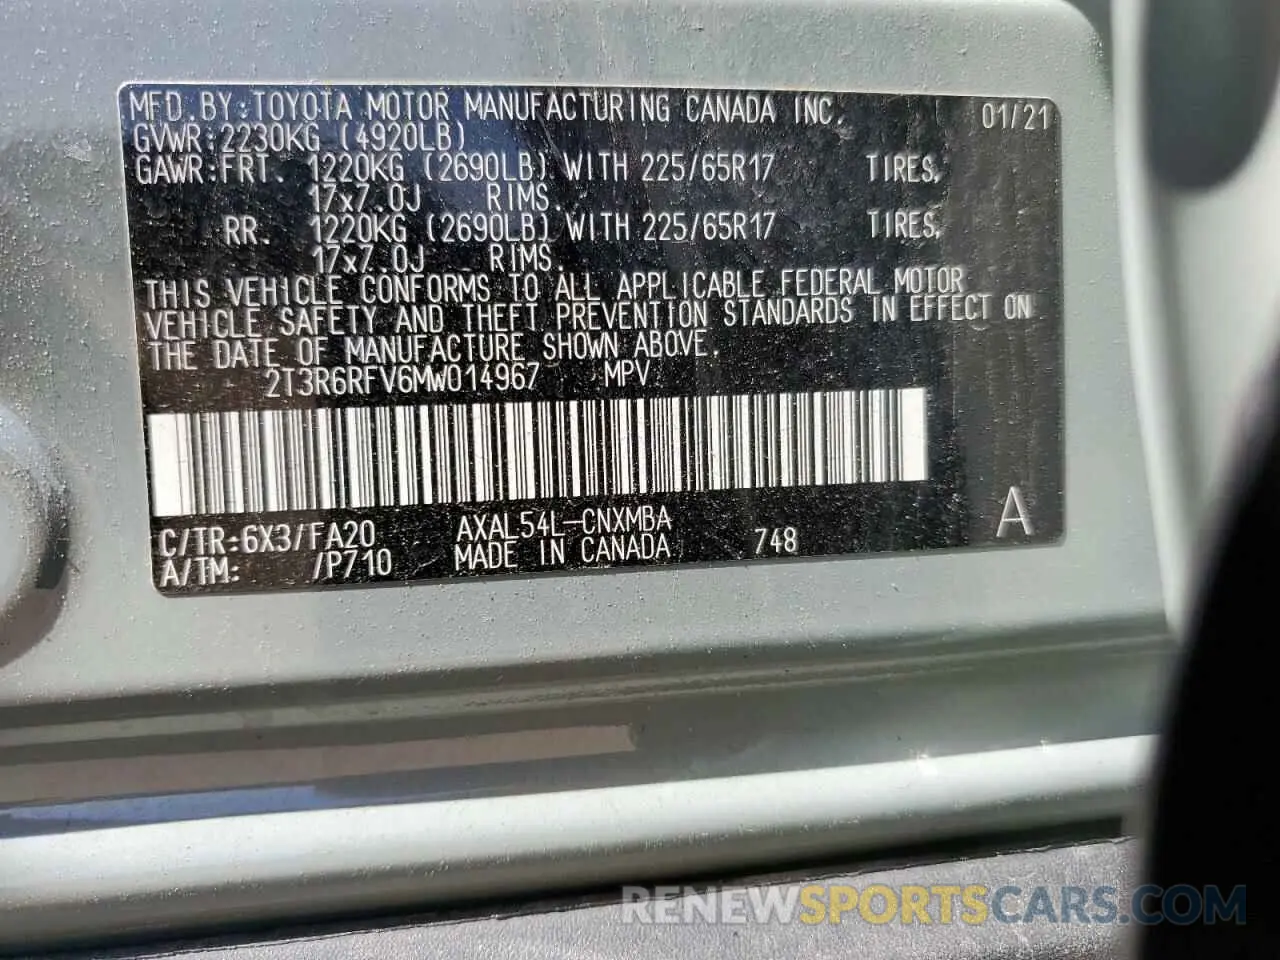 MFD.BY:TOYOTA MOTOR MANUFACTURING CANADA INC. 01/21
GVWR:2230KG (4920LB)
GAWR:FRT. 1220KG (2690LB) WITH 225/65R17 TIRES,
17x7.0J RIMS.
RR. 1220KG (2690LB) WITH 225/65R17 TIRES,
17x7.0J RIMS.
THIS VEHICLE CONFORMS TO ALL APPLICABLE FEDERAL MOTOR
VEHICLE SAFETY AND THEFT PREVENTION STANDARDS IN EFFECT ON
THE DATE OF MANUFACTURE SHOWN ABOVE.
2T3R6RFV6MW014967 MPV
C/TR:6X3/FA20 AXAL54L-CNXMBA A
A/TM: /P710 MADE IN CANADA 748
RENEWSPORTSCARS.COM